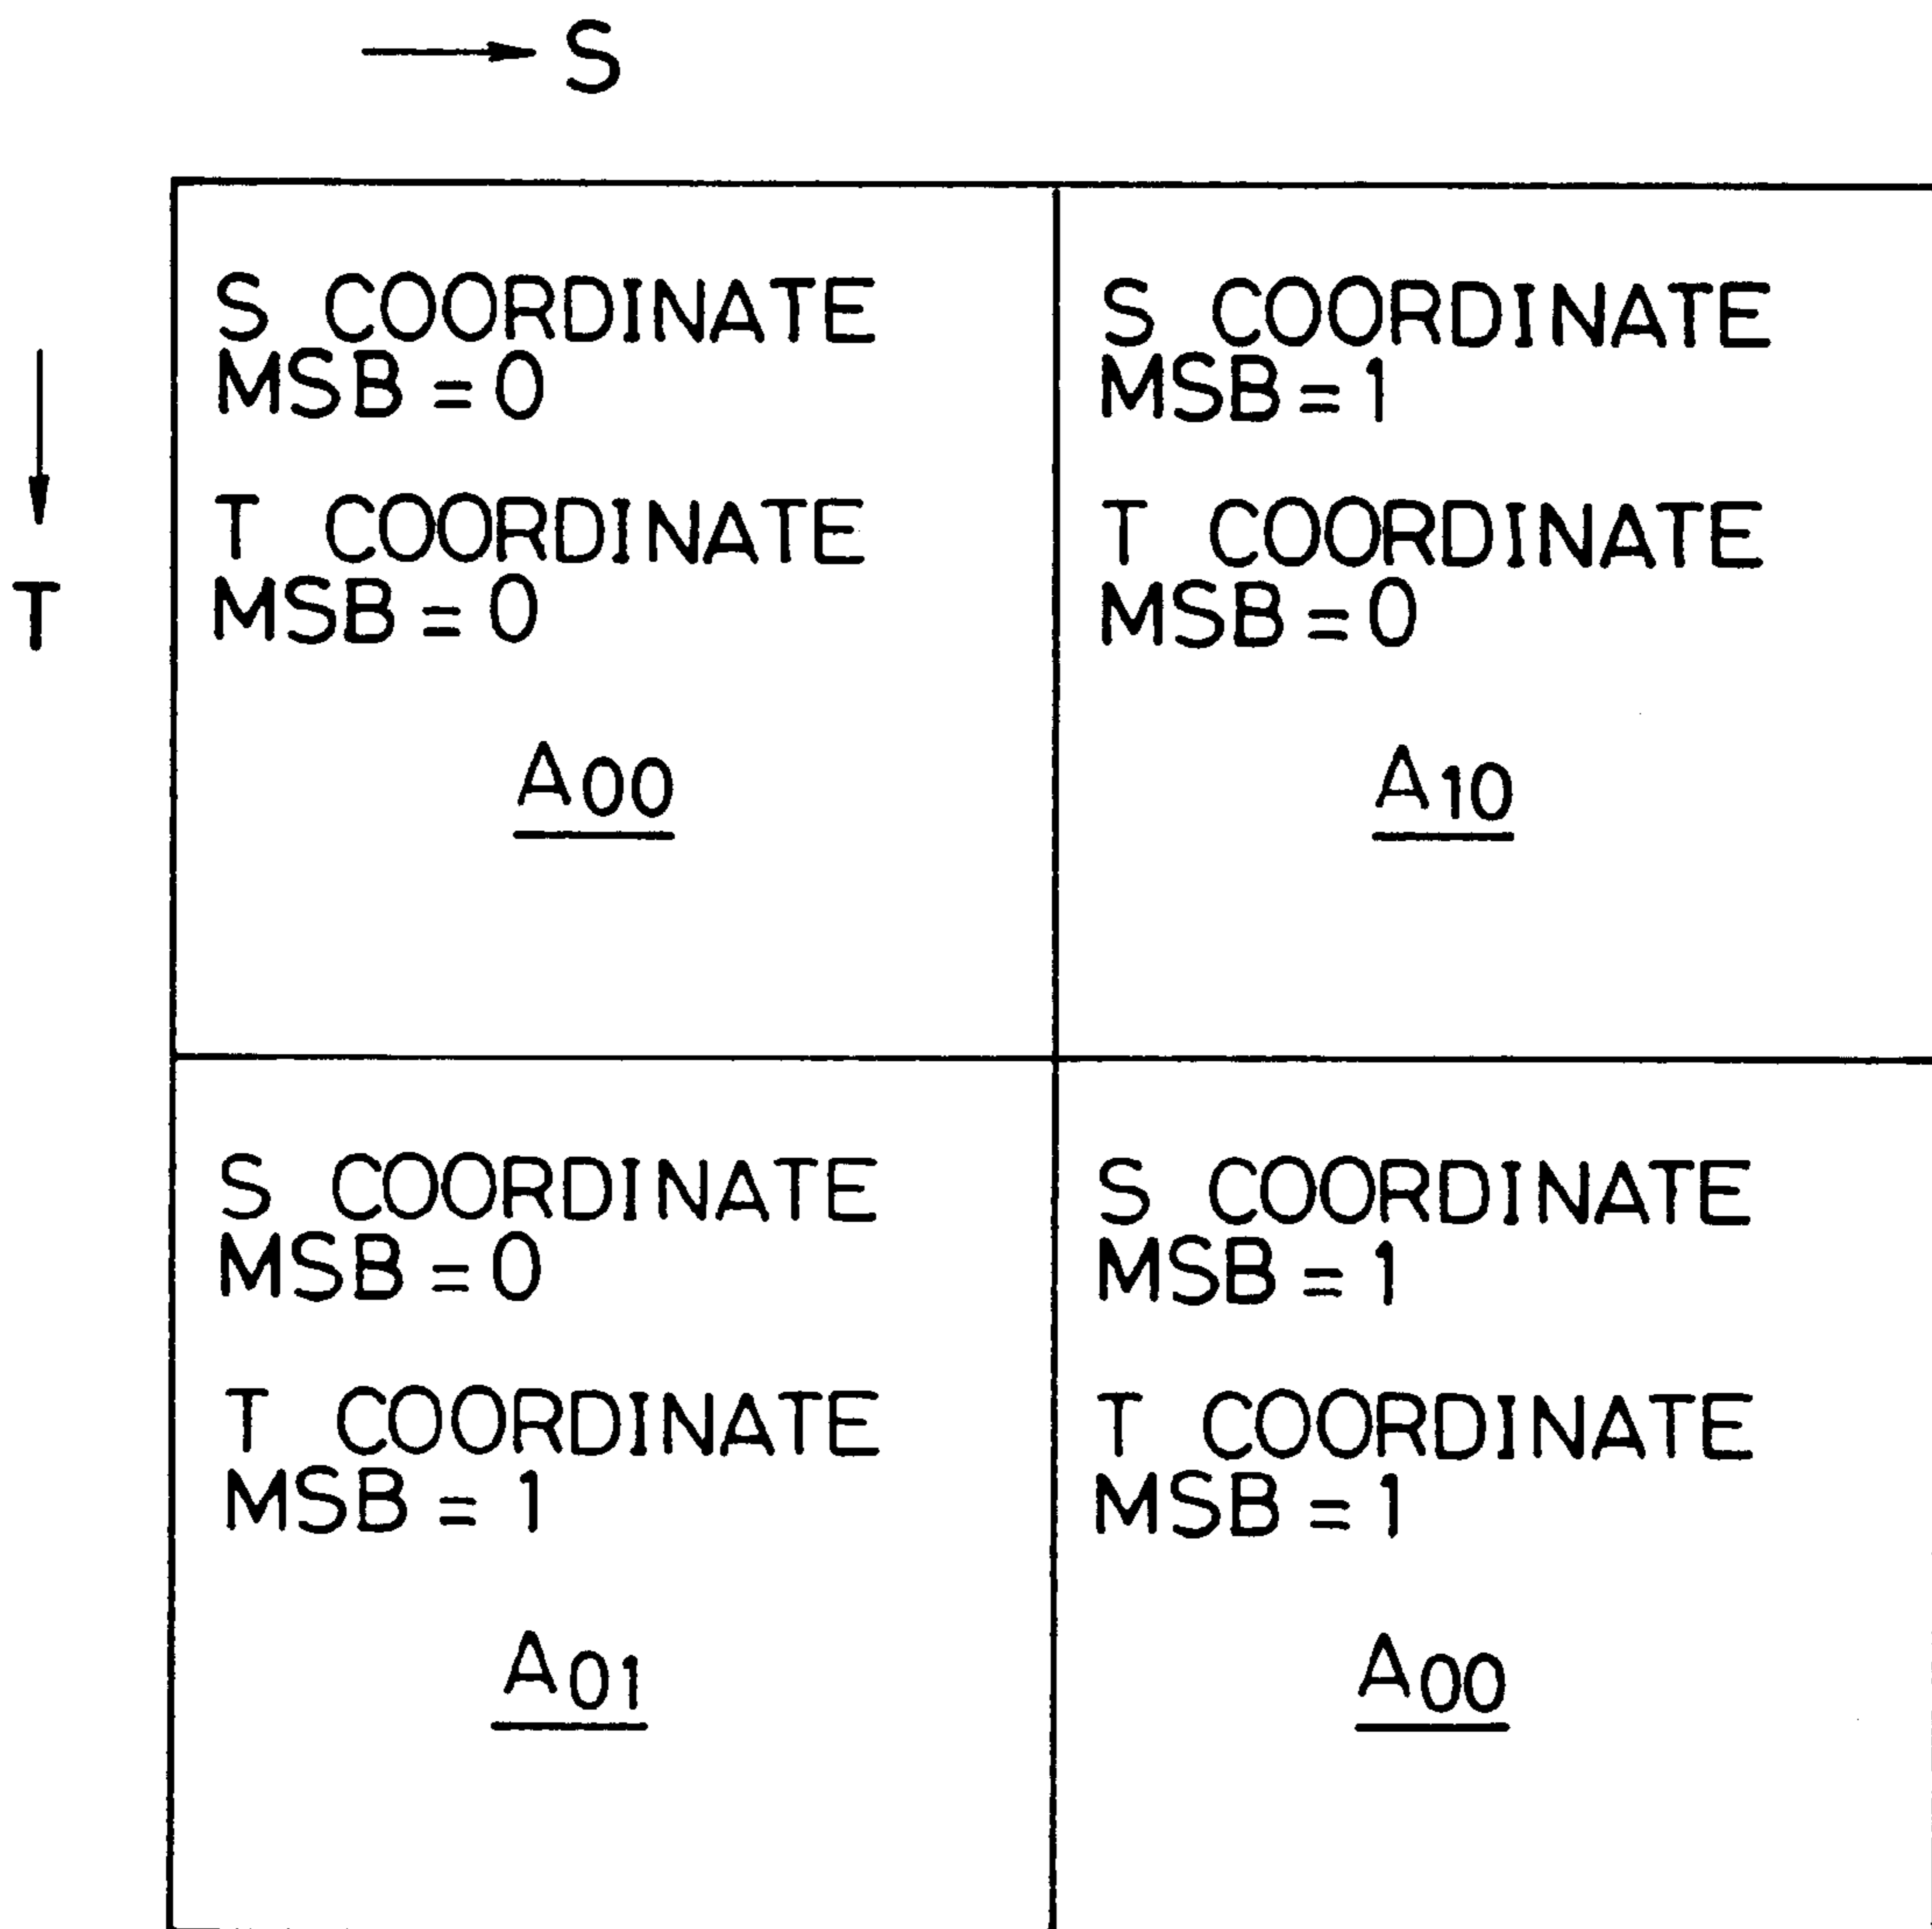 S
T
S COORDINATE
MSB = 0
T COORDINATE
MSB = 0
A00
S COORDINATE
MSB = 1
T COORDINATE
MSB = 0
A10
S COORDINATE
MSB = 0
T COORDINATE
MSB = 1
A01
S COORDINATE
MSB = 1
T COORDINATE
MSB = 1
A00